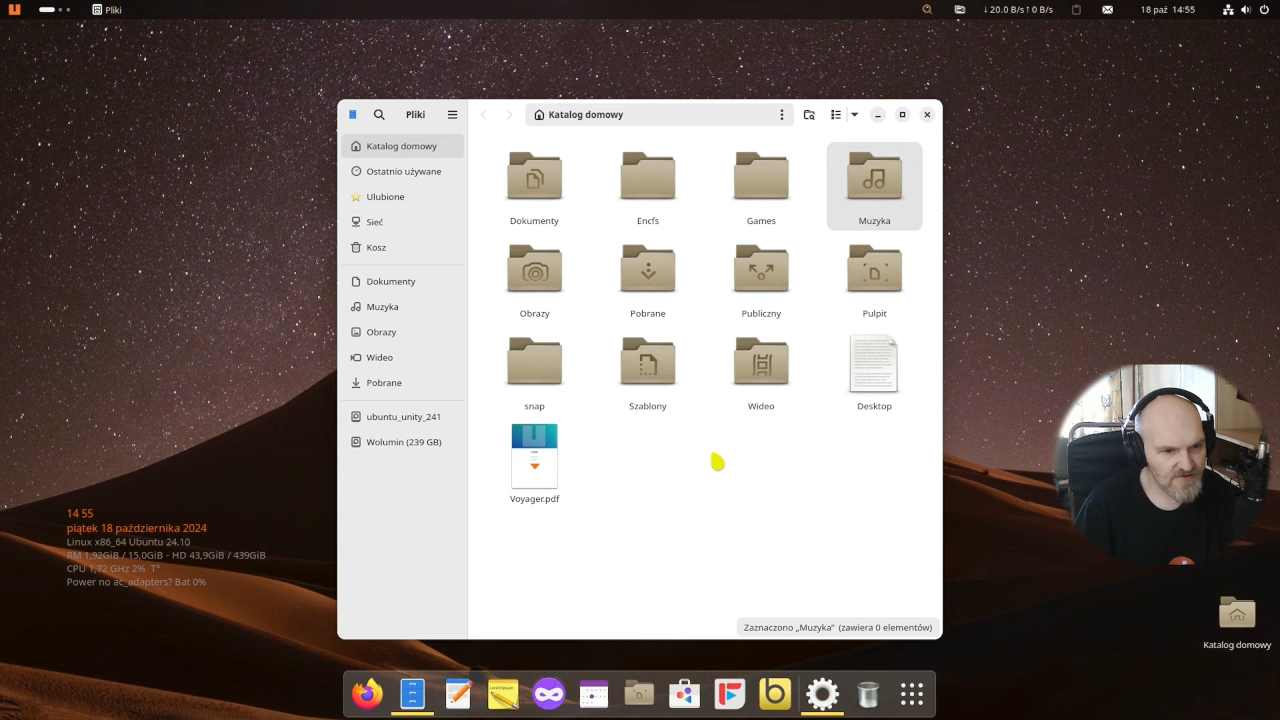 Pliki
↓20.0 B/s↑0 B/s
18 paź 14:55
Pliki
Katalog domowy
Katalog domowy
Ostatnio używane
Ulubione
Sieć
Kosz
Dokumenty
Muzyka
Obrazy
Wideo
Pobrane
ubuntu_unity_241
Wolumin (239 GB)
Dokumenty
Encfs
Games
Muzyka
Obrazy
Pobrane
Publiczny
Pulpit
snap
Szablony
Wideo
Desktop
Voyager.pdf
Zaznaczono „Muzyka" (zawiera 0 elementów)
14 55
piątek 18 października 2024
Linux x86_64 Ubuntu 24.10
RM 1,92GiB / 15,0GiB - HD 43,9GiB / 439GiB
CPU 1,72 GHz 2% T°
Power no ac_adapters? Bat 0%
Katalog domowy
Lorem ipsum